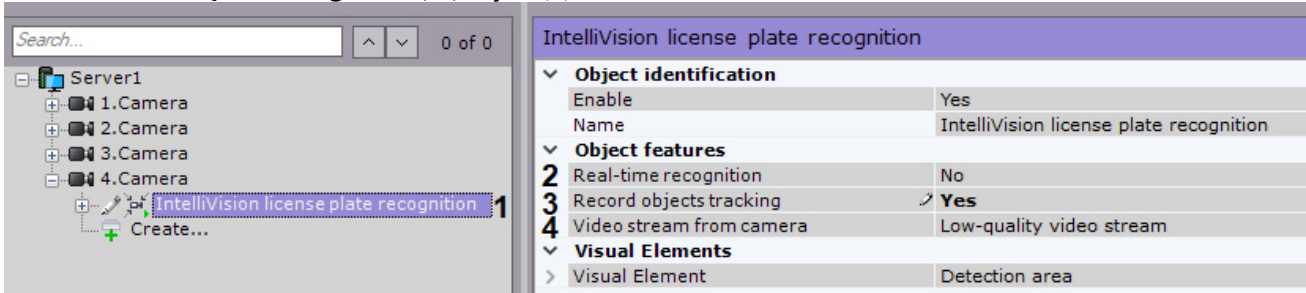 Search...
0 of 0
Server1
1.Camera
2.Camera
3.Camera
4.Camera
IntelliVision license plate recognition 1
Create...
IntelliVision license plate recognition
Object identification
Enable Yes
Name IntelliVision license plate recognition
Object features
2 Real-time recognition No
3 Record objects tracking Yes
4 Video stream from camera Low-quality video stream
Visual Elements
Visual Element Detection area